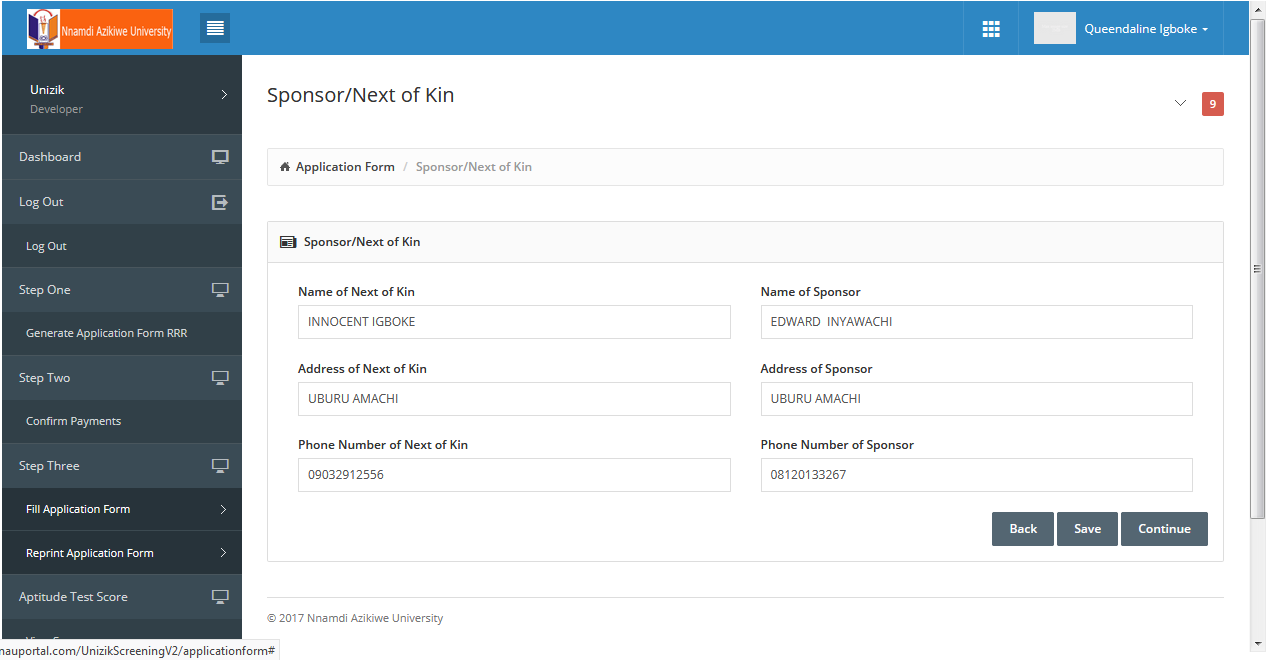 Nnamdi Azikiwe University
Queendaline Igboke
Unizik
Developer
Sponsor/Next of Kin
9
Dashboard
Application Form / Sponsor/Next of Kin
Log Out
Log Out
Sponsor/Next of Kin
Step One
Name of Next of Kin
Name of Sponsor
INNOCENT IGBOKE
EDWARD  INYAWACHI
Generate Application Form RRR
Step Two
Address of Next of Kin
Address of Sponsor
UBURU AMACHI
UBURU AMACHI
Confirm Payments
Step Three
Phone Number of Next of Kin
Phone Number of Sponsor
09032912556
08120133267
Fill Application Form
Back
Save
Continue
Reprint Application Form
Aptitude Test Score
© 2017 Nnamdi Azikiwe University
nauportal.com/UnizikScreeningV2/applicationform#